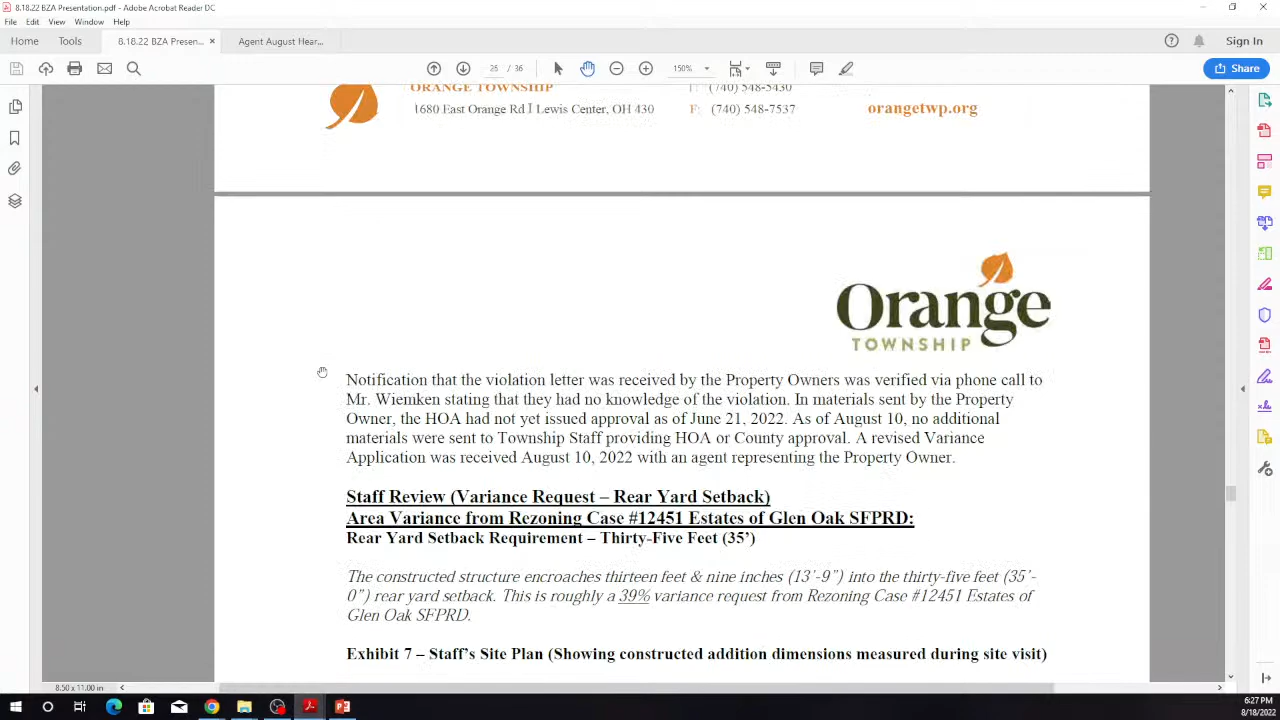 8.18.22 BZA Presentation.pdf - Adobe Acrobat Reader DC
File Edit View Window Help
Home Tools 8.18.22 BZA Presen... × Agent August Hear...
Sign In
25 / 36
150%
Share
ORANGE TOWNSHIP T: (740) 548-5430
1680 East Orange Rd I Lewis Center, OH 430 F: (740) 548-7537 orangetwp.org
Orange
TOWNSHIP
Notification that the violation letter was received by the Property Owners was verified via phone call to
Mr. Wiemken stating that they had no knowledge of the violation. In materials sent by the Property
Owner, the HOA had not yet issued approval as of June 21, 2022. As of August 10, no additional
materials were sent to Township Staff providing HOA or County approval. A revised Variance
Application was received August 10, 2022 with an agent representing the Property Owner.
Staff Review (Variance Request – Rear Yard Setback)
Area Variance from Rezoning Case #12451 Estates of Glen Oak SFPRD:
Rear Yard Setback Requirement – Thirty-Five Feet (35’)
The constructed structure encroaches thirteen feet & nine inches (13’-9”) into the thirty-five feet (35’-
0”) rear yard setback. This is roughly a 39% variance request from Rezoning Case #12451 Estates of
Glen Oak SFPRD.
Exhibit 7 – Staff’s Site Plan (Showing constructed addition dimensions measured during site visit)
8.50 x 11.00 in
6:27 PM
8/18/2022